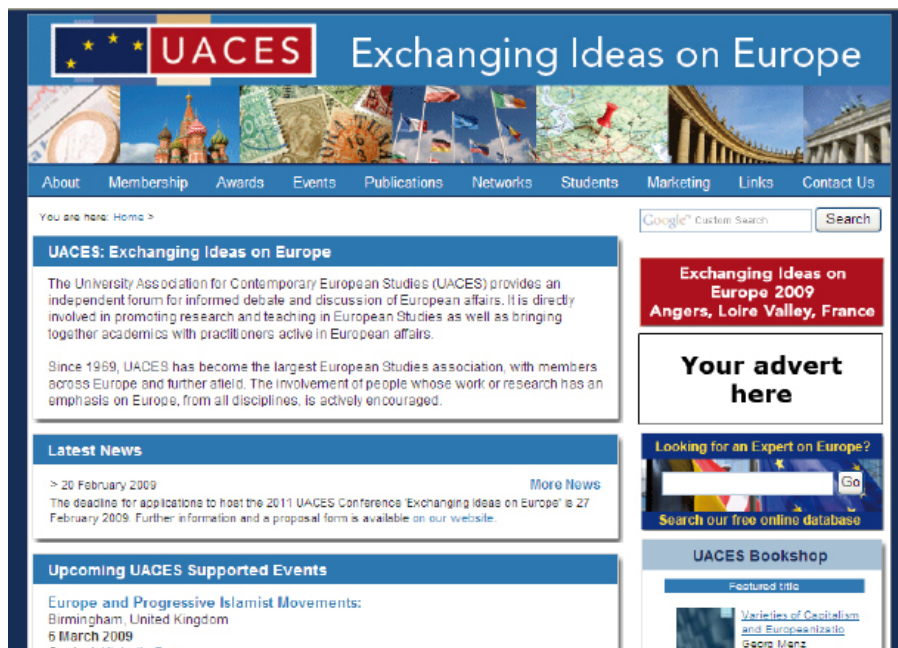 UACES
Exchanging Ideas on Europe
About Membership Awards Events Publications Networks Students Marketing Links Contact Us
You are here: Home >
Google™ Custom Search
Search
UACES: Exchanging Ideas on Europe
The University Association for Contemporary European Studies (UACES) provides an
independent forum for informed debate and discussion of European affairs. It is directly
involved in promoting research and teaching in European Studies as well as bringing
together academics with practitioners active in European affairs.
Since 1969, UACES has become the largest European Studies association, with members
across Europe and further afield. The involvement of people whose work or research has an
emphasis on Europe, from all disciplines, is actively encouraged.
Latest News
> 20 February 2009
More News
The deadline for applications to host the 2011 UACES Conference 'Exchanging Ideas on Europe' is 27
February 2009. Further information and a proposal form is available on our website.
Upcoming UACES Supported Events
Europe and Progressive Islamist Movements:
Birmingham, United Kingdom
6 March 2009
Exchanging Ideas on
Europe 2009
Angers, Loire Valley, France
Your advert
here
Looking for an Expert on Europe?
Go
Search our free online database
UACES Bookshop
Featured title
Varieties of Capitalism
and Europeanizatio
Georg Menz